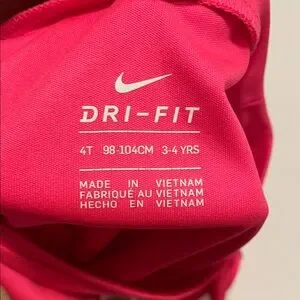 DRI-FIT
4T 98-104CM 3-4 YRS
MADE IN VIETNAM
FABRIQUÉ AU VIETNAM
HECHO EN VIETNAM